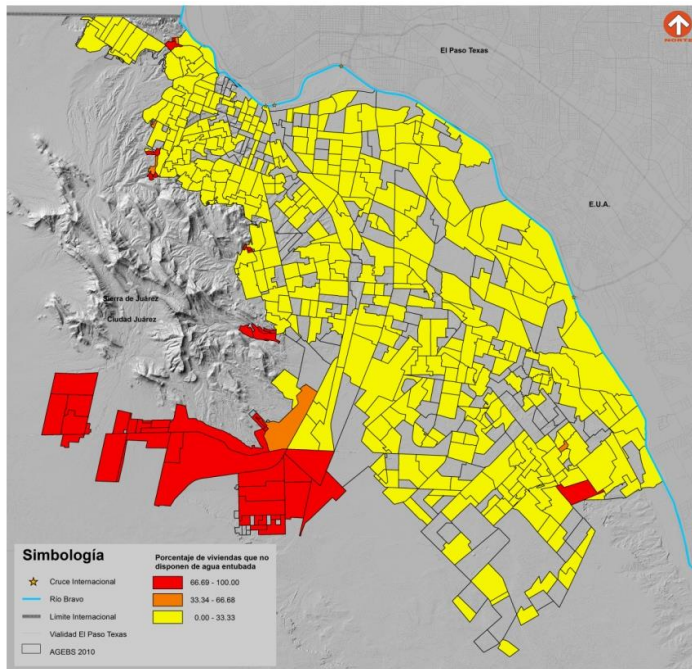 NORTE
El Paso Texas
E.U.A.
Sierra de Juárez
Ciudad Juárez
Simbología
Cruce Internacional
Río Bravo
Límite Internacional
Vialidad El Paso Texas
AGEBS 2010
Porcentaje de viviendas que no
disponen de agua entubada
66.69 - 100.00
33.34 - 66.68
0.00 - 33.33